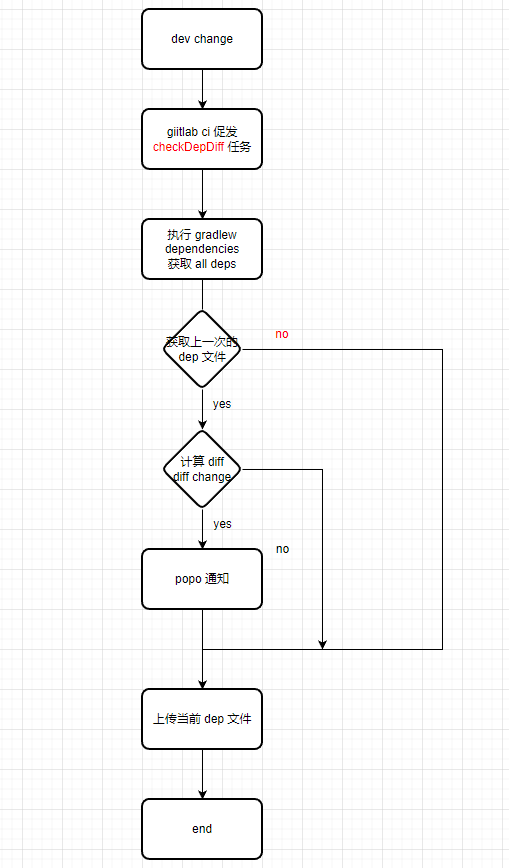 dev change
giitlab ci 促发
checkDepDiff 任务
执行 gradlew
dependencies
获取 all deps
获取上一次的
dep 文件
no
yes
计算 diff
diff change
yes
no
popo 通知
上传当前 dep 文件
end